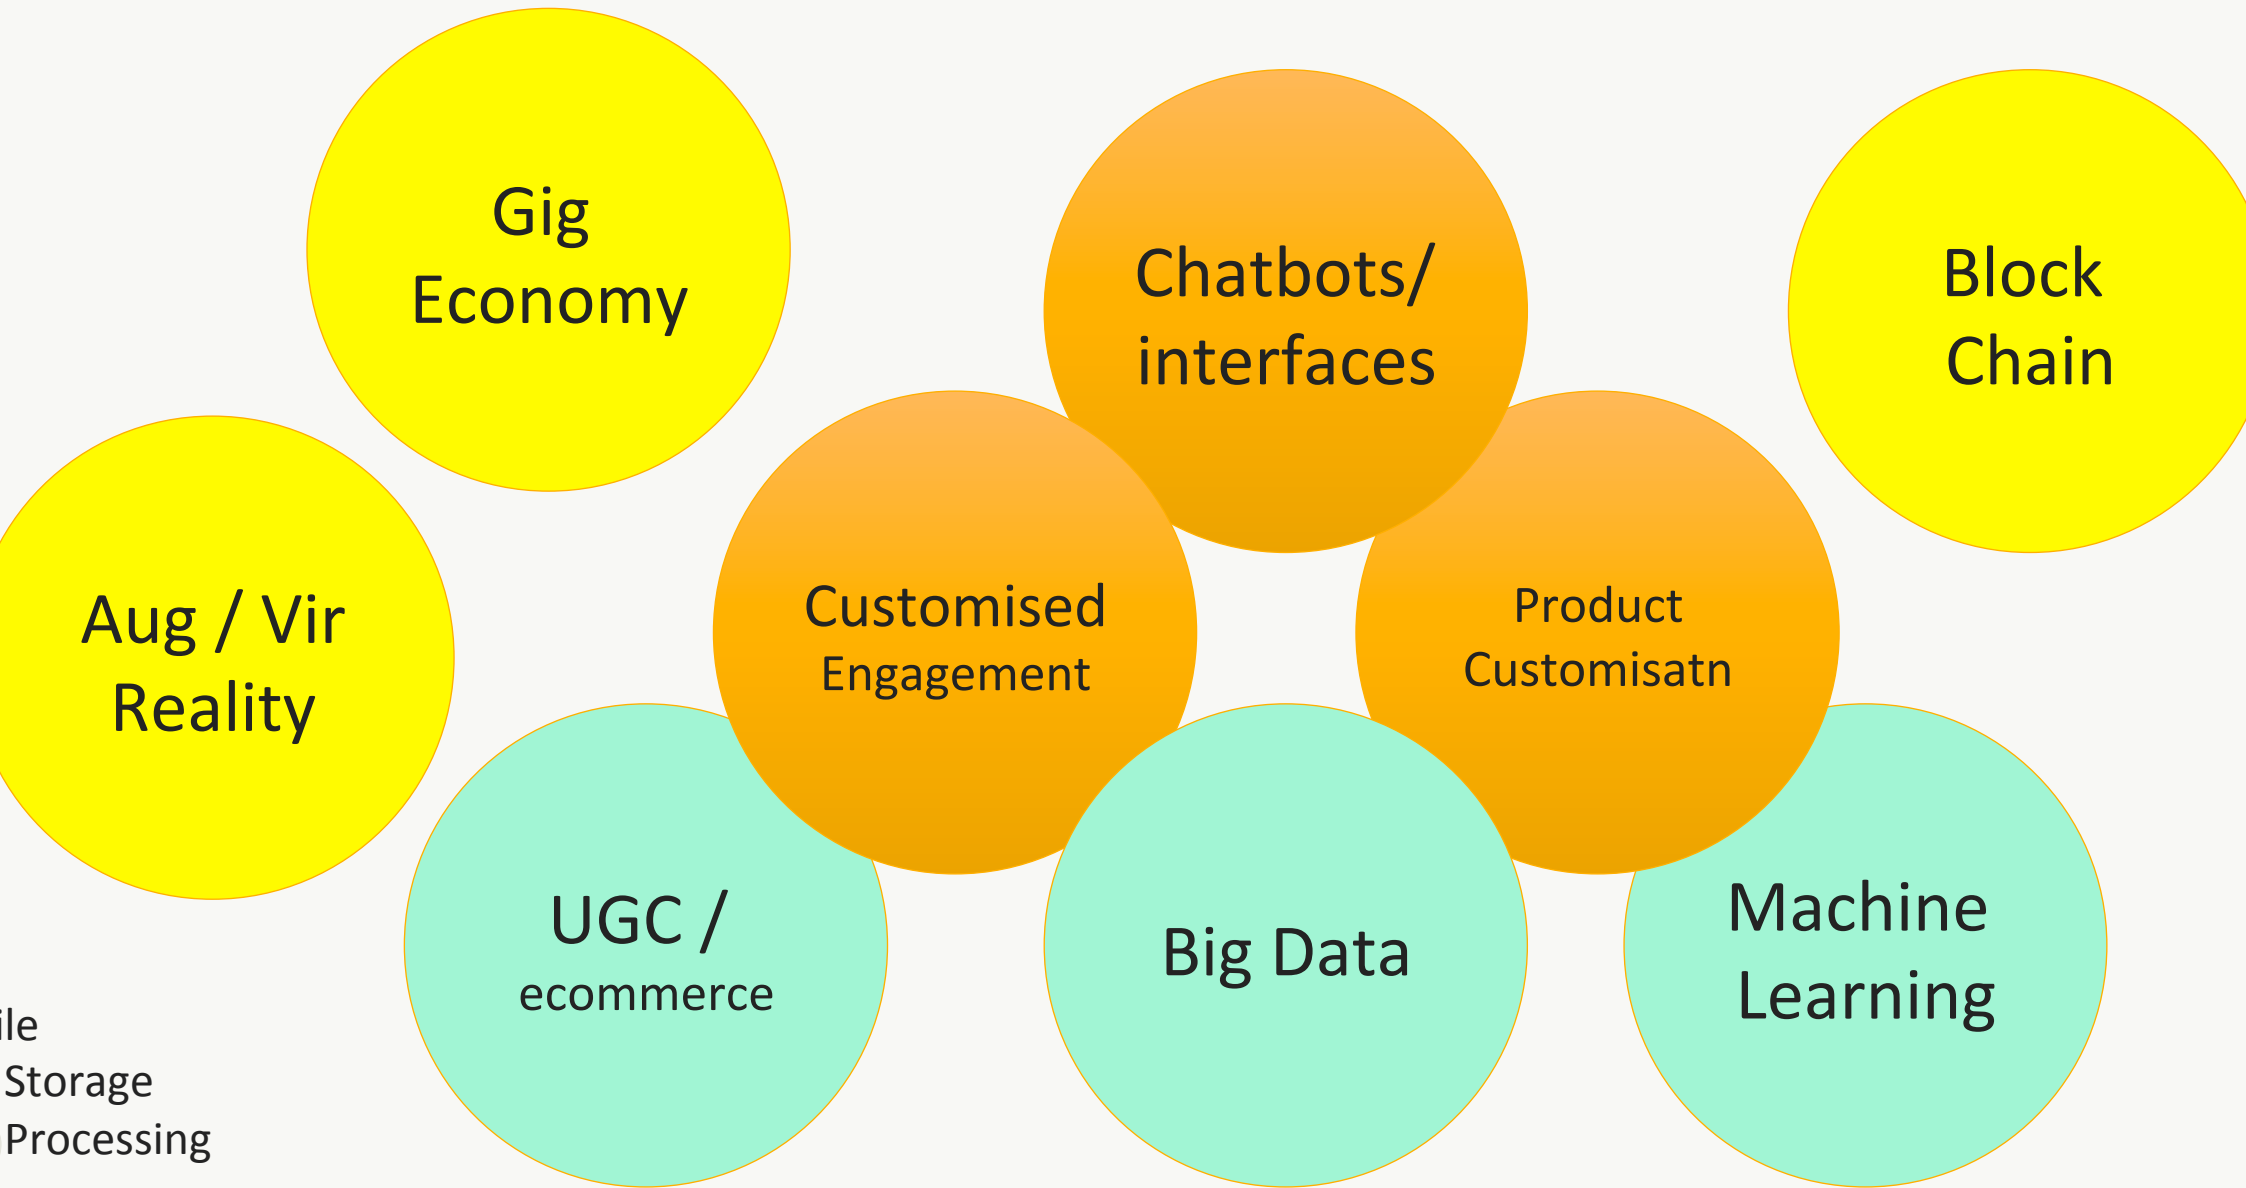 Gig
Economy
Chatbots/
interfaces
Block
Chain
Aug / Vir
Reality
Customised
Engagement
Product
Customisatn
UGC /
ecommerce
Big Data
Machine
Learning
Storage
Processing